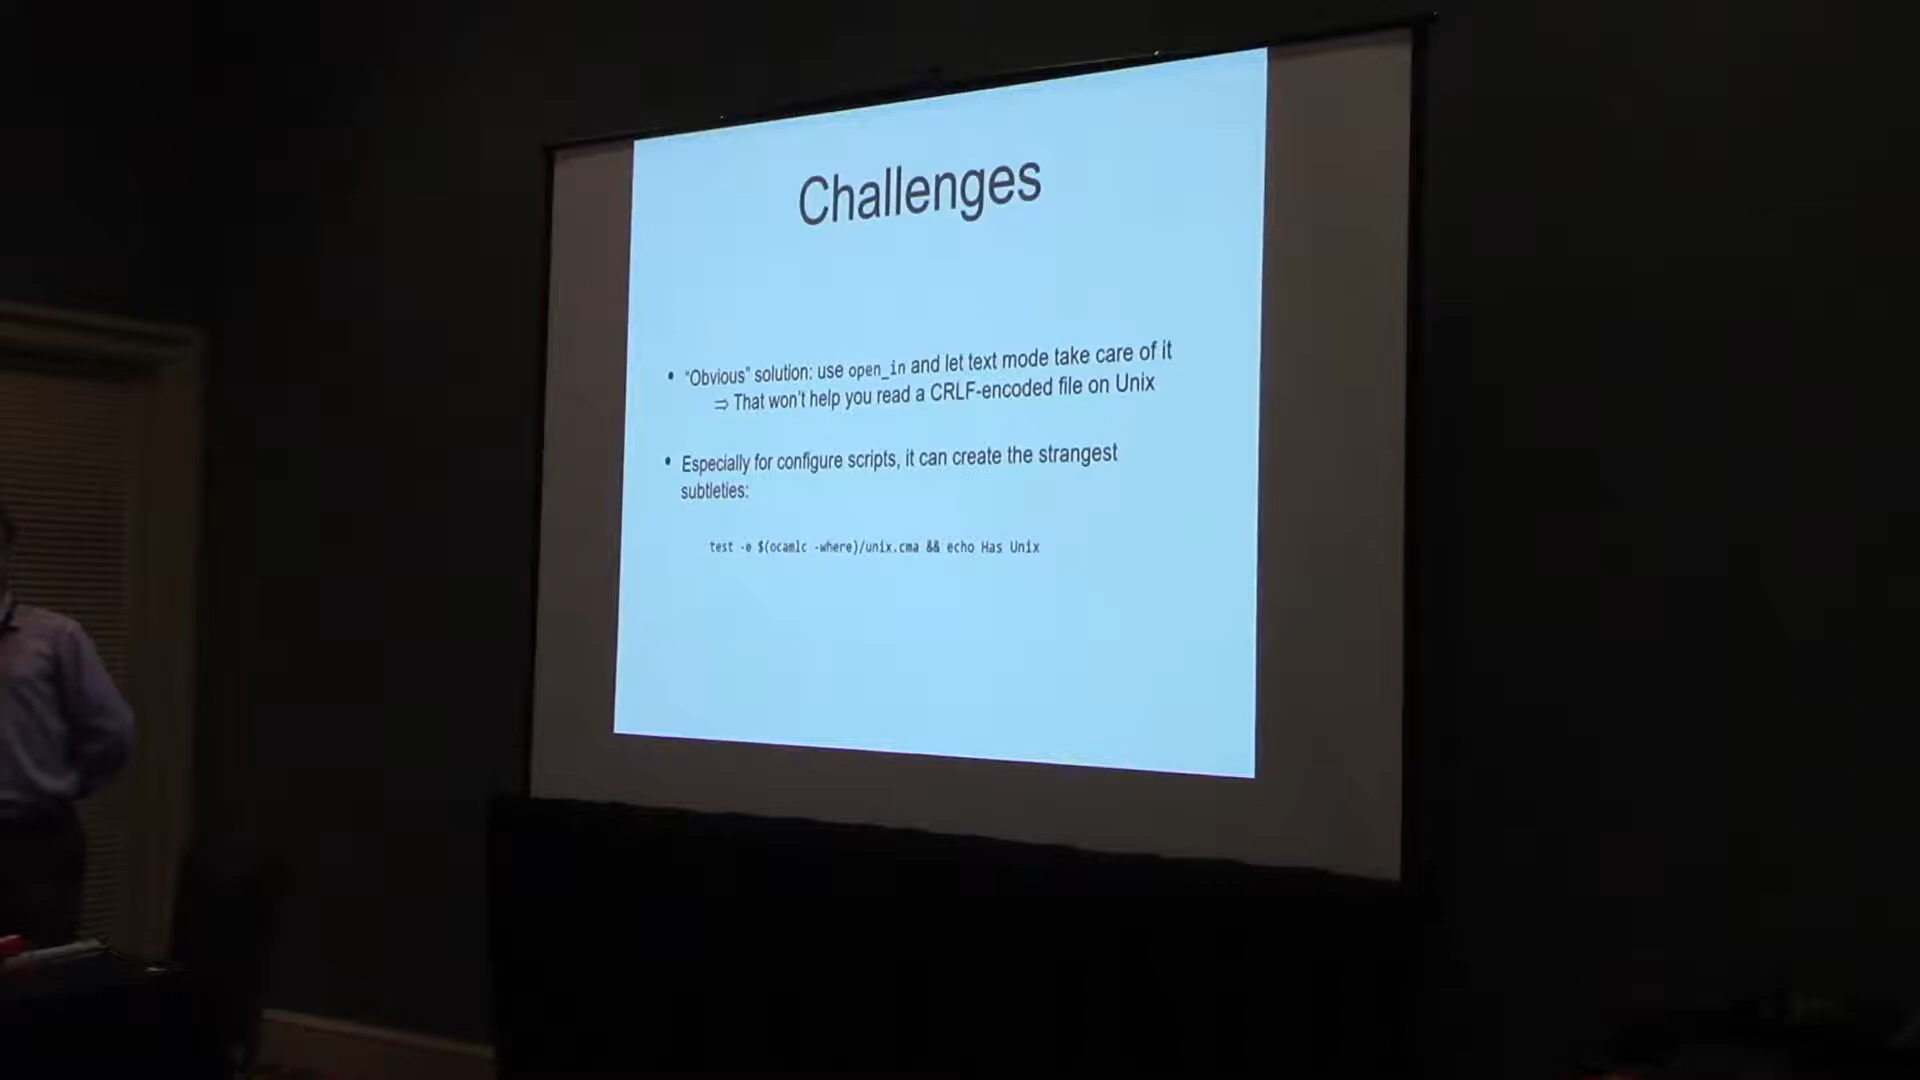 Challenges
• “Obvious” solution: use open_in and let text mode take care of it
⇒ That won’t help you read a CRLF-encoded file on Unix
• Especially for configure scripts, it can create the strangest
subtleties:
test -e $(ocamlc -where)/unix.cma && echo Has Unix